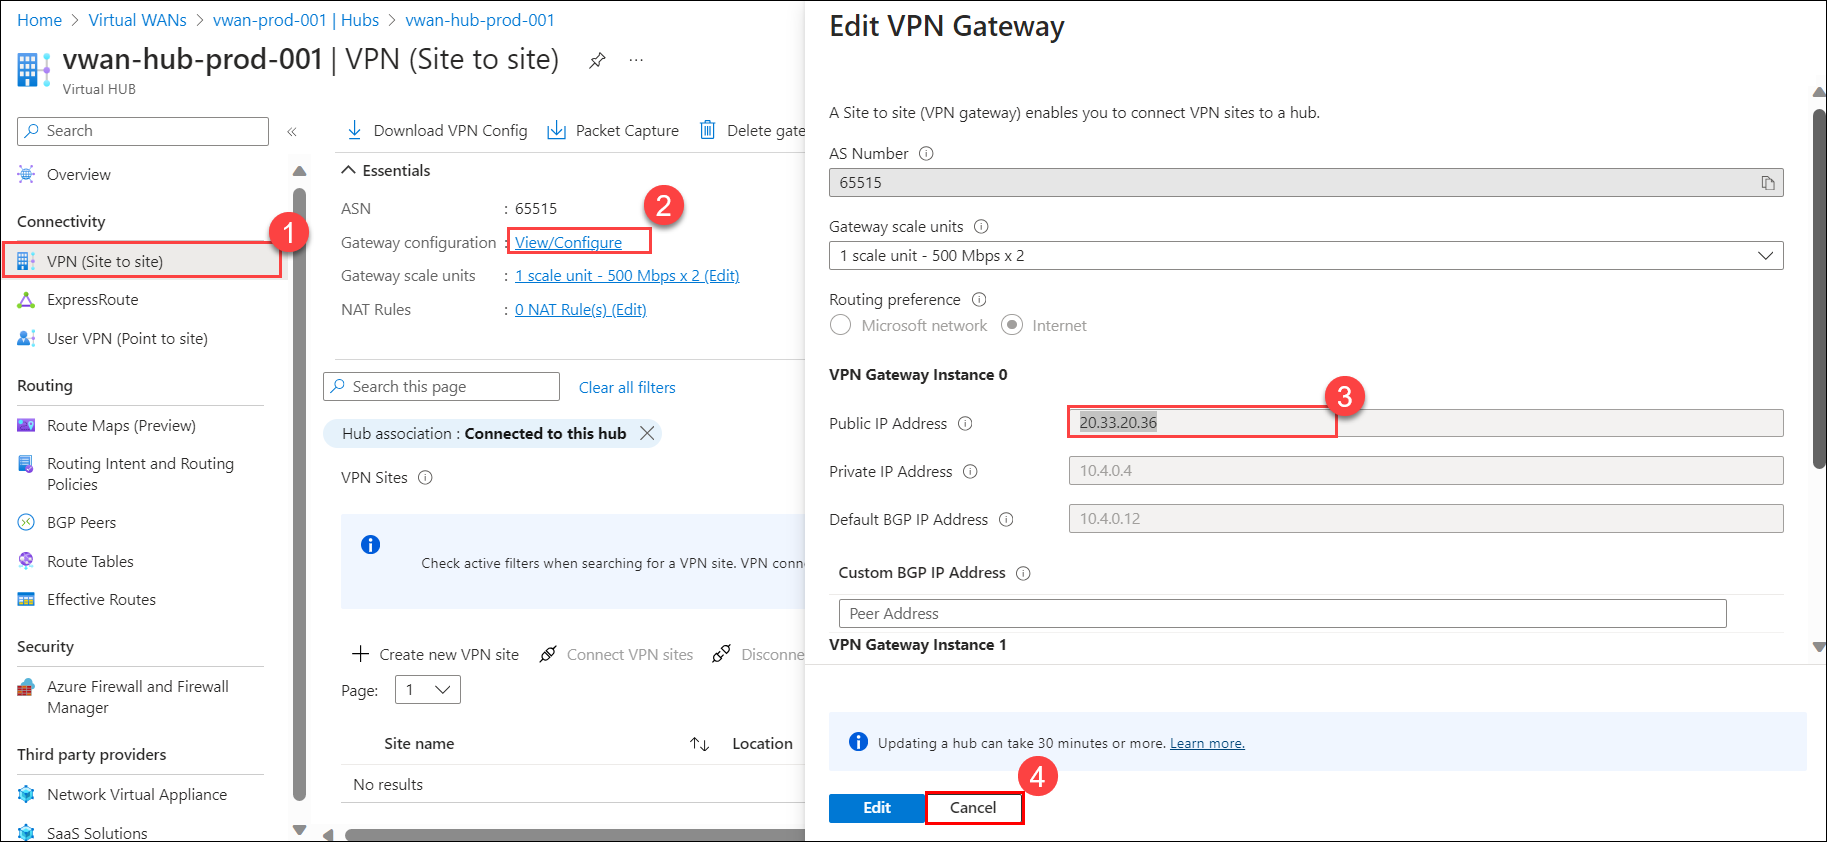 Home > Virtual WANs > vwan-prod-001 | Hubs > vwan-hub-prod-001
vwan-hub-prod-001 | VPN (Site to site)
Virtual HUB
Search
Overview
Connectivity
1
VPN (Site to site)
ExpressRoute
User VPN (Point to site)
Routing
Route Maps (Preview)
Routing Intent and Routing
Policies
BGP Peers
Route Tables
Effective Routes
Security
Azure Firewall and Firewall
Manager
Third party providers
Network Virtual Appliance
SaaS Solutions
Download VPN Config
Packet Capture
Delete gate
Essentials
ASN : 65515
2
Gateway configuration : View/Configure
Gateway scale units : 1 scale unit - 500 Mbps x 2 (Edit)
NAT Rules : 0 NAT Rule(s) (Edit)
Search this page
Clear all filters
Hub association : Connected to this hub
VPN Sites
Check active filters when searching for a VPN site. VPN conn
Create new VPN site
Connect VPN sites
Disconne
Page: 1
Site name
Location
No results
Edit VPN Gateway
A Site to site (VPN gateway) enables you to connect VPN sites to a hub.
AS Number
65515
Gateway scale units
1 scale unit - 500 Mbps x 2
Routing preference
Microsoft network
Internet
VPN Gateway Instance 0
3
Public IP Address
20.33.20.36
Private IP Address
10.4.0.4
Default BGP IP Address
10.4.0.12
Custom BGP IP Address
Peer Address
VPN Gateway Instance 1
Updating a hub can take 30 minutes or more. Learn more.
4
Edit
Cancel